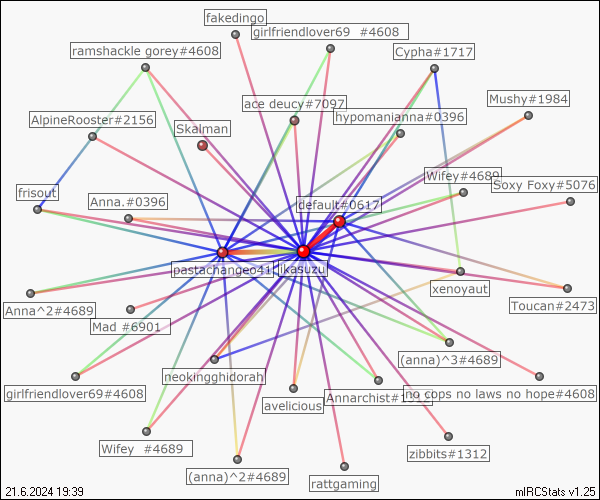 fakedingo
girlfriendlover69 #4608
ramshackle gorey#4608
Cypha#1717
ace deucy#7097
Mushy#1984
AlpineRooster#2156
hypomanianna#0396
Skalman
Wifey#4689
Soxy Foxy#5076
frisout
Anna.#0396
default#0617
pastachangeo41
ikasuzu
xenoyaut
Anna^2#4689
Mad #6901
Toucan#2473
(anna)^3#4689
neokingghidorah
girlfriendlover69#4608
avelicious
Annarchist#1312
no cops no laws no hope#4608
Wifey #4689
zibbits#1312
(anna)^2#4689
rattgaming
21.6.2024 19:39
mIRCStats v1.25